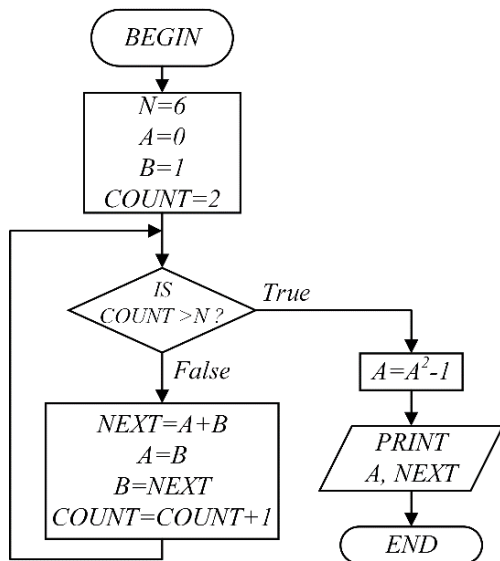 BEGIN
N=6
A=0
B=1
COUNT=2
IS
COUNT >N ?
True
False
A=A²-1
NEXT=A+B
A=B
B=NEXT
COUNT=COUNT+1
PRINT
A, NEXT
END